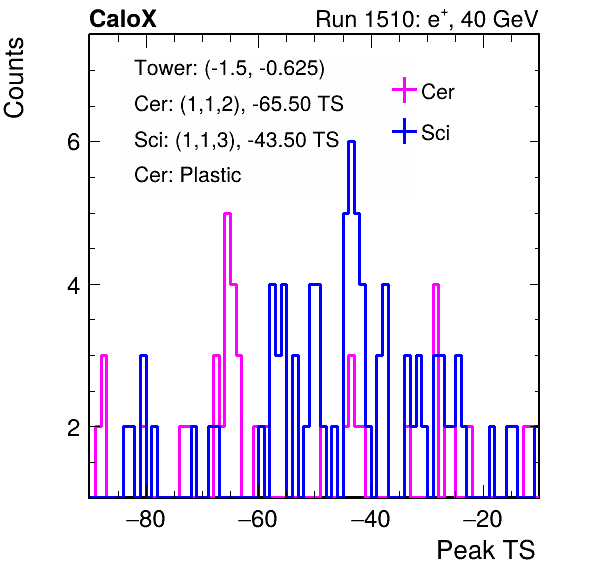 CaloX Run 1510: e⁺, 40 GeV
Counts
Tower: (-1.5, -0.625)
Cer: (1,1,2), -65.50 TS
Sci: (1,1,3), -43.50 TS
Cer: Plastic
Cer
Sci
6
4
2
−80 −60 −40 −20
Peak TS